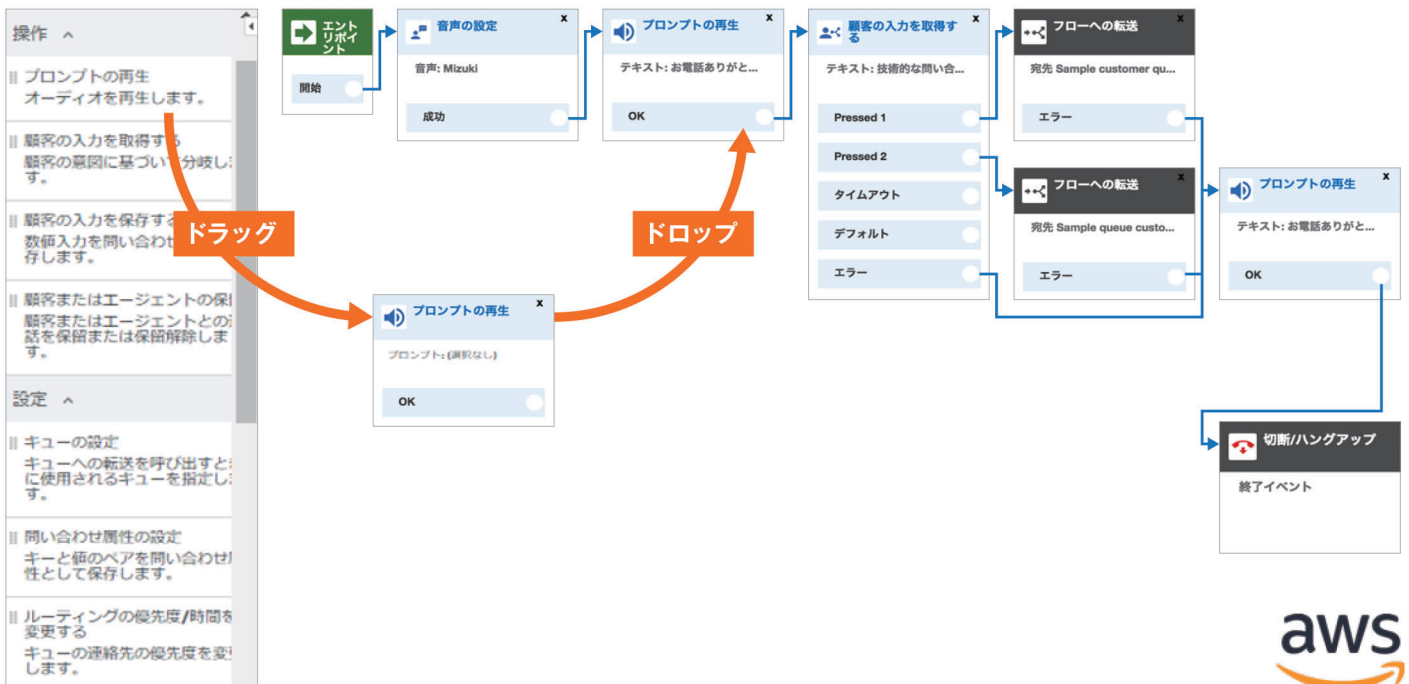 操作
プロンプトの再生
オーディオを再生します。
顧客の入力を取得する
顧客の意図に基づいて分岐し
す。
顧客の入力を保存する
数値入力を問い合わせ
存します。
顧客またはエージェントの保
顧客またはエージェントとの
話を保留または保留解除しま
す。
設定
キューの設定
キューへの転送を呼び出すと
に使用されるキューを指定し
す。
問い合わせ属性の設定
キーと値のペアを問い合わせ
性として保存します。
ルーティングの優先度/時間を
変更する
キューの連絡先の優先度を変
します。
ドラッグ
ドロップ
エント
リポイ
ント
開始
音声の設定
x
音声: Mizuki
成功
プロンプトの再生
x
テキスト: お電話ありがと...
OK
顧客の入力を取得す
る
x
テキスト: 技術的な問い合...
Pressed 1
Pressed 2
タイムアウト
デフォルト
エラー
フローへの転送
x
宛先 Sample customer qu...
エラー
フローへの転送
x
宛先 Sample queue custo...
エラー
プロンプトの再生
x
テキスト: お電話ありがと...
OK
プロンプトの再生
x
プロンプト: (選択なし)
OK
切断/ハングアップ
終了イベント
aws